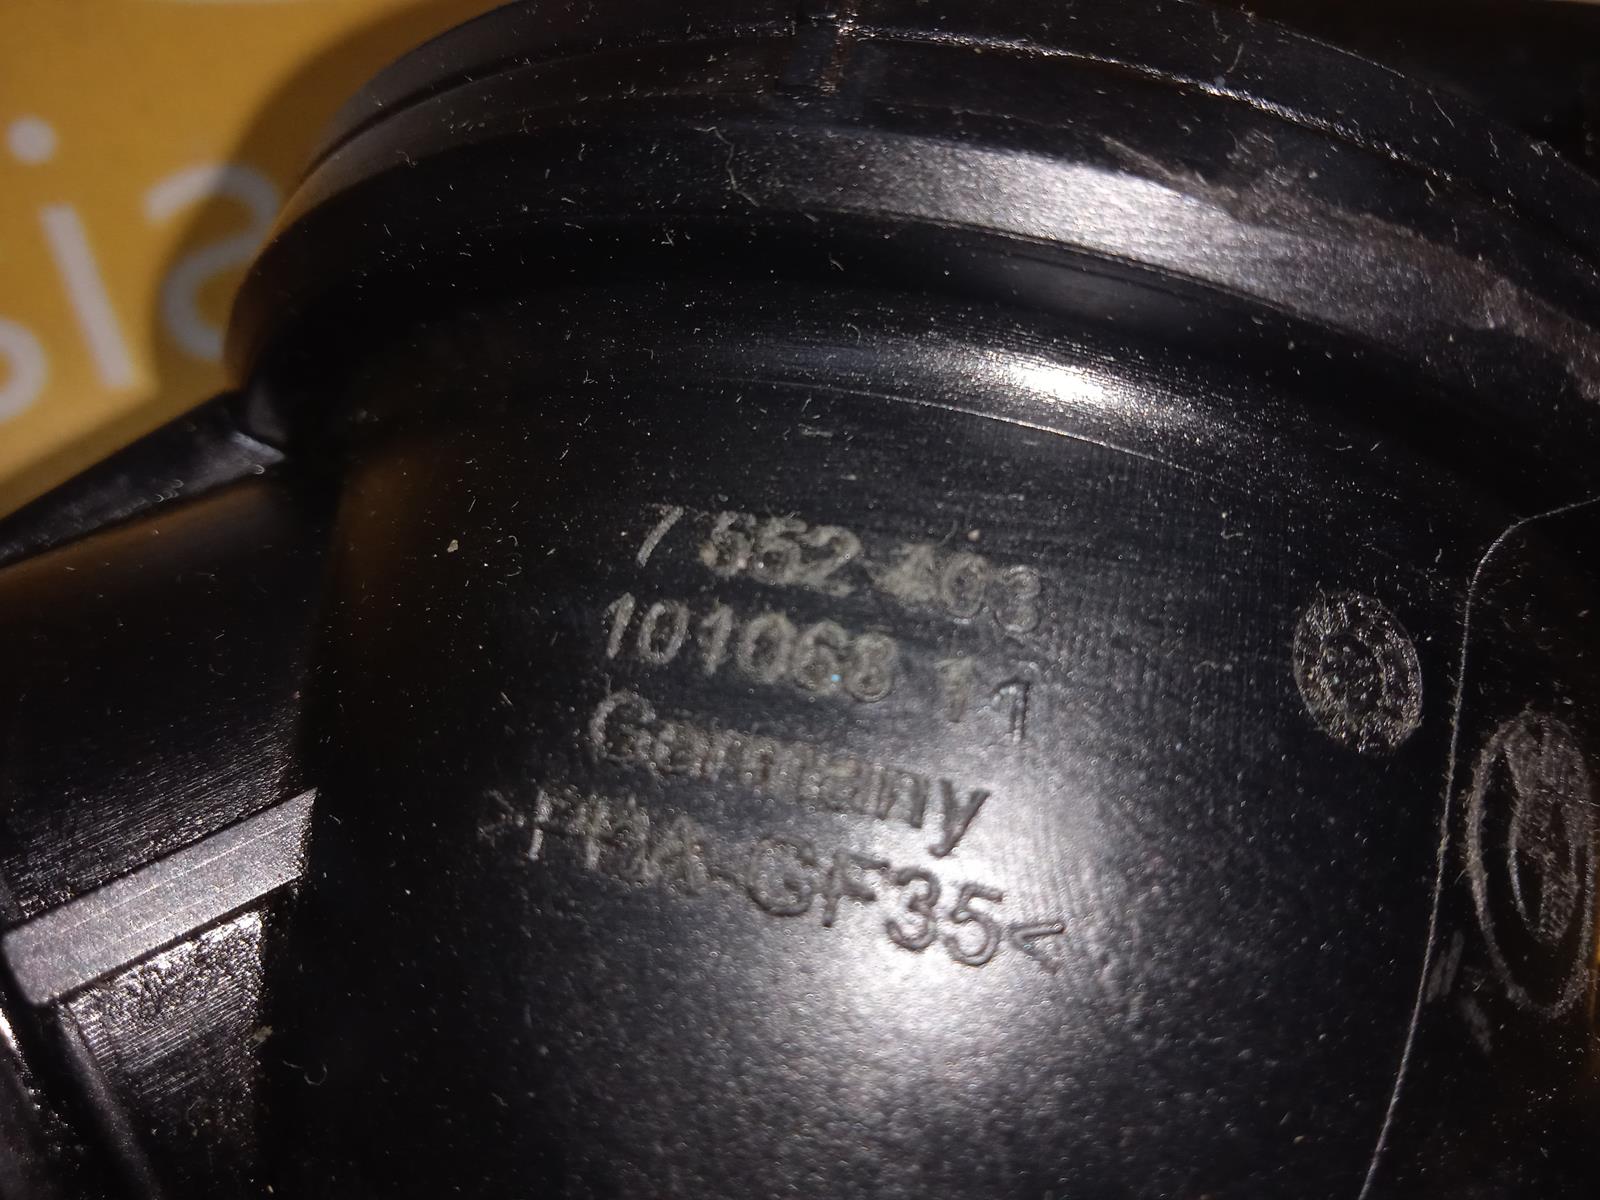 7 552 403
101068 11
Germany
>PPA-GF35<